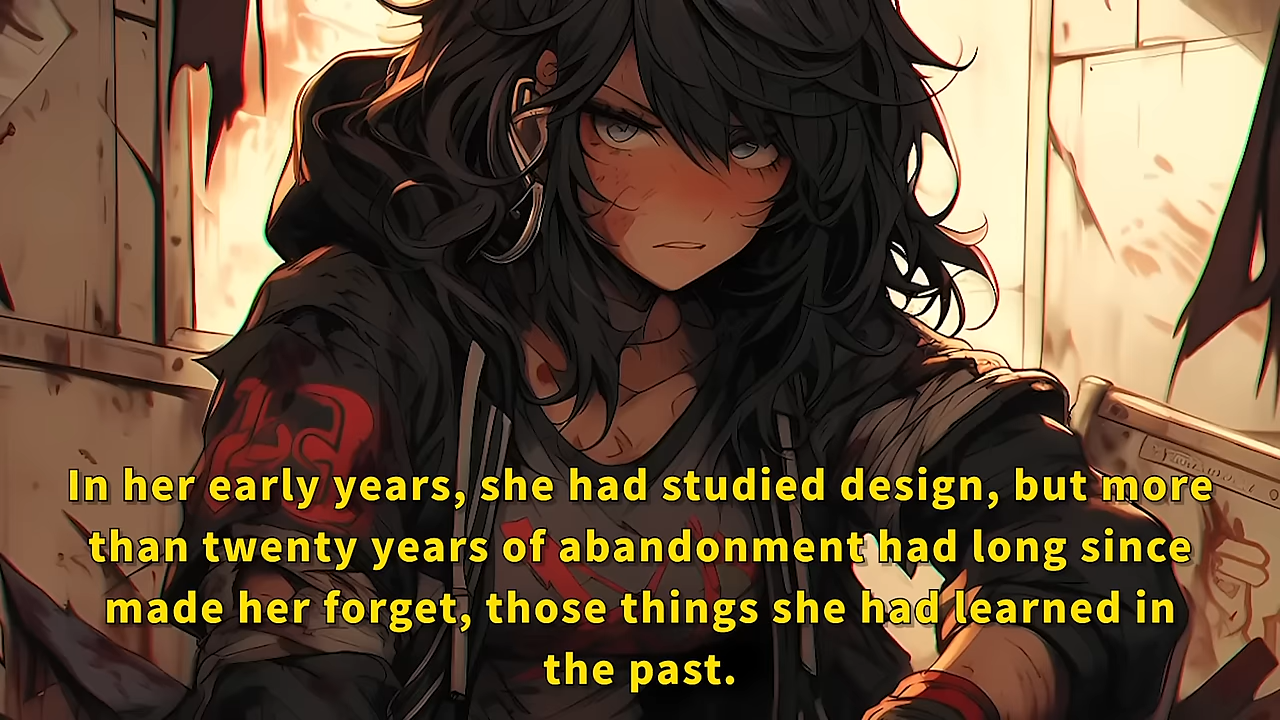 In her early years, she had studied design, but more
than twenty years of abandonment had long since
made her forget, those things she had learned in
the past.